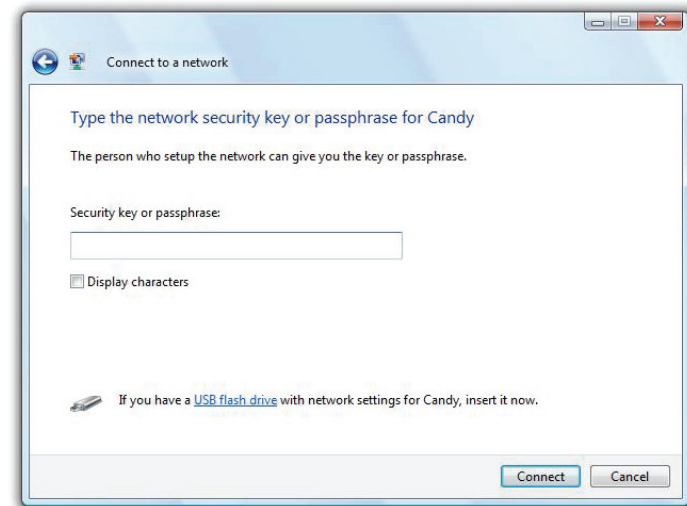 Connect to a network
Type the network security key or passphrase for Candy
The person who setup the network can give you the key or passphrase.
Security key or passphrase:
Display characters
If you have a USB flash drive with network settings for Candy, insert it now.
Connect Cancel